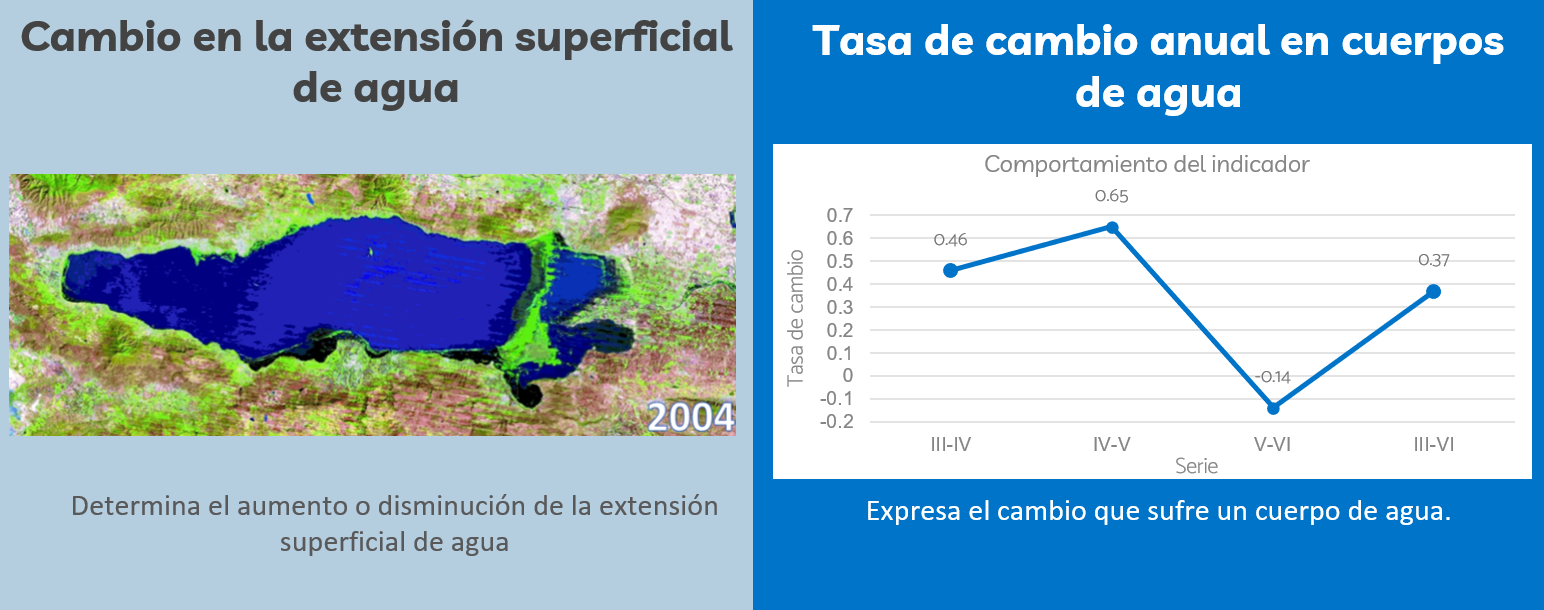 Cambio en la extensión superficial
de agua
2004
Determina el aumento o disminución de la extensión
superficial de agua
Tasa de cambio anual en cuerpos
de agua
Comportamiento del indicador
Tasa de cambio
0.7
0.6
0.5
0.4
0.3
0.2
0.1
0
-0.1
-0.2
0.46
0.65
-0.14
0.37
III-IV
IV-V
V-VI
III-VI
Serie
Expresa el cambio que sufre un cuerpo de agua.